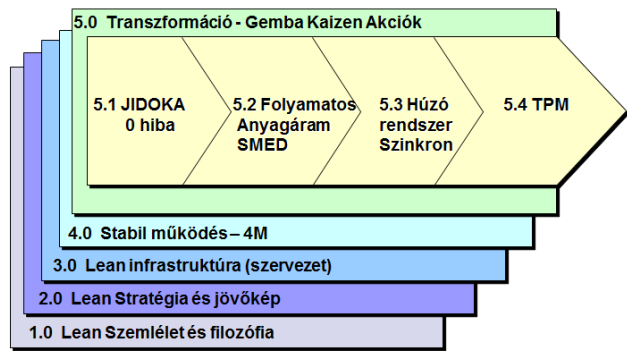 5.0 Transzformáció - Gemba Kaizen Akciók
5.1 JIDOKA
0 hiba
5.2 Folyamatos
Anyagáram
SMED
5.3 Húzó
rendszer
Szinkron
5.4 TPM
4.0 Stabil működés – 4M
3.0 Lean infrastruktúra (szervezet)
2.0 Lean Stratégia és jövőkép
1.0 Lean Szemlélet és filozófia